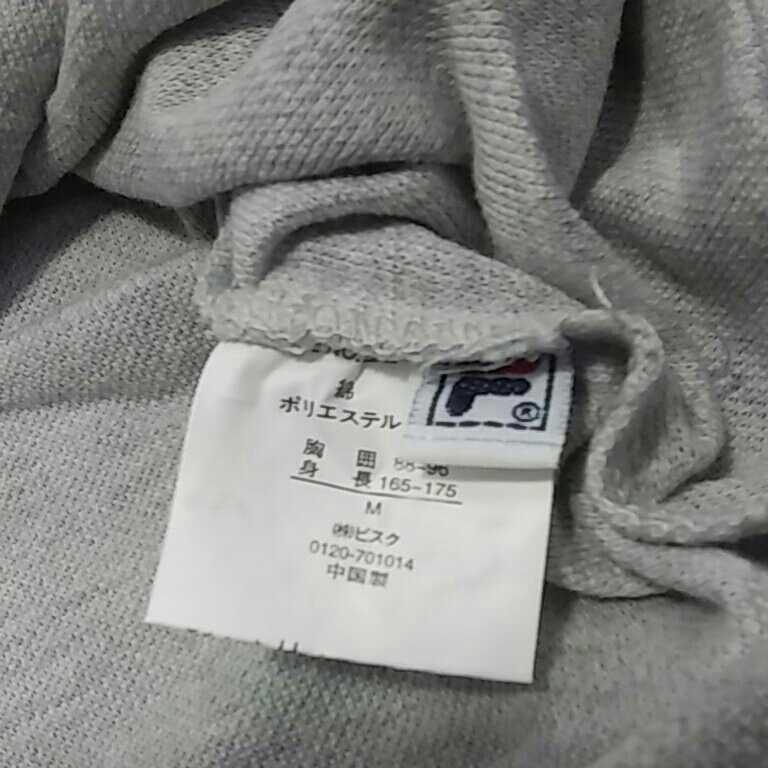 綿
ポリエステル
胸 囲 88-96
身 長 165-175
M
㈱ビスク
0120-701014
中国製
F
®